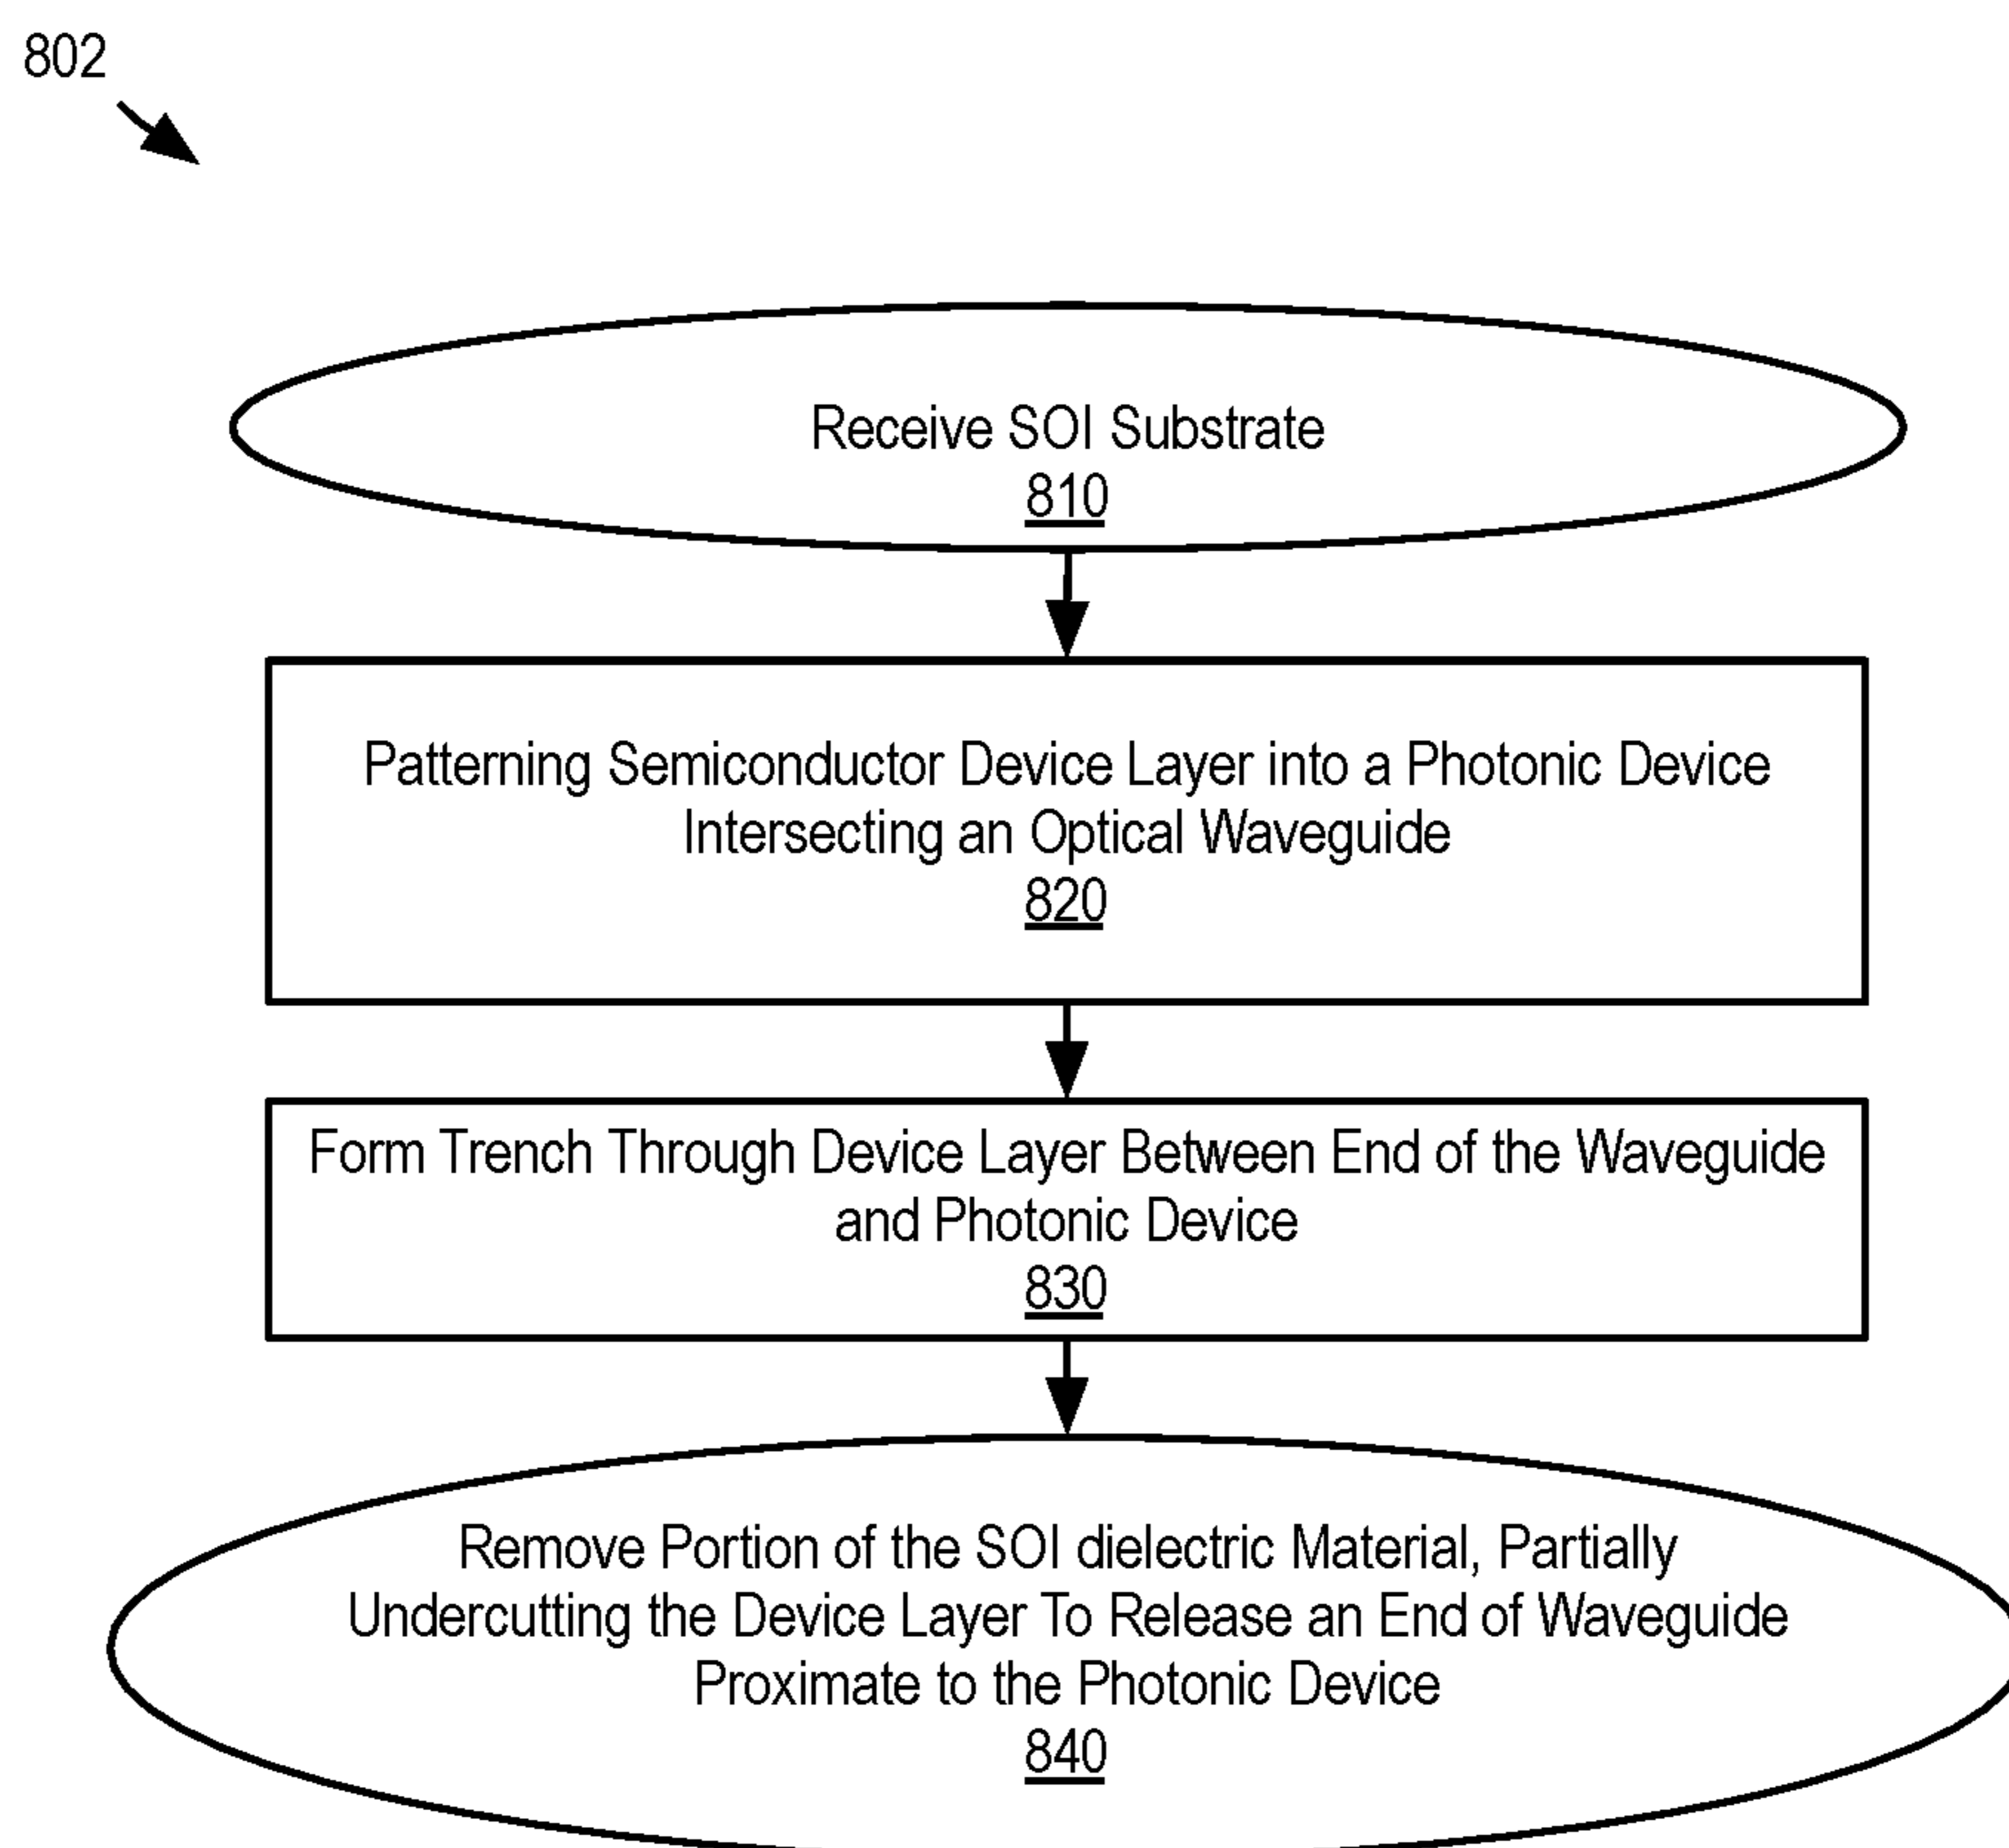 802
Receive SOI Substrate
810
Patterning Semiconductor Device Layer into a Photonic Device
Intersecting an Optical Waveguide
820
Form Trench Through Device Layer Between End of the Waveguide
and Photonic Device
830
Remove Portion of the SOI dielectric Material, Partially
Undercutting the Device Layer To Release an End of Waveguide
Proximate to the Photonic Device
840